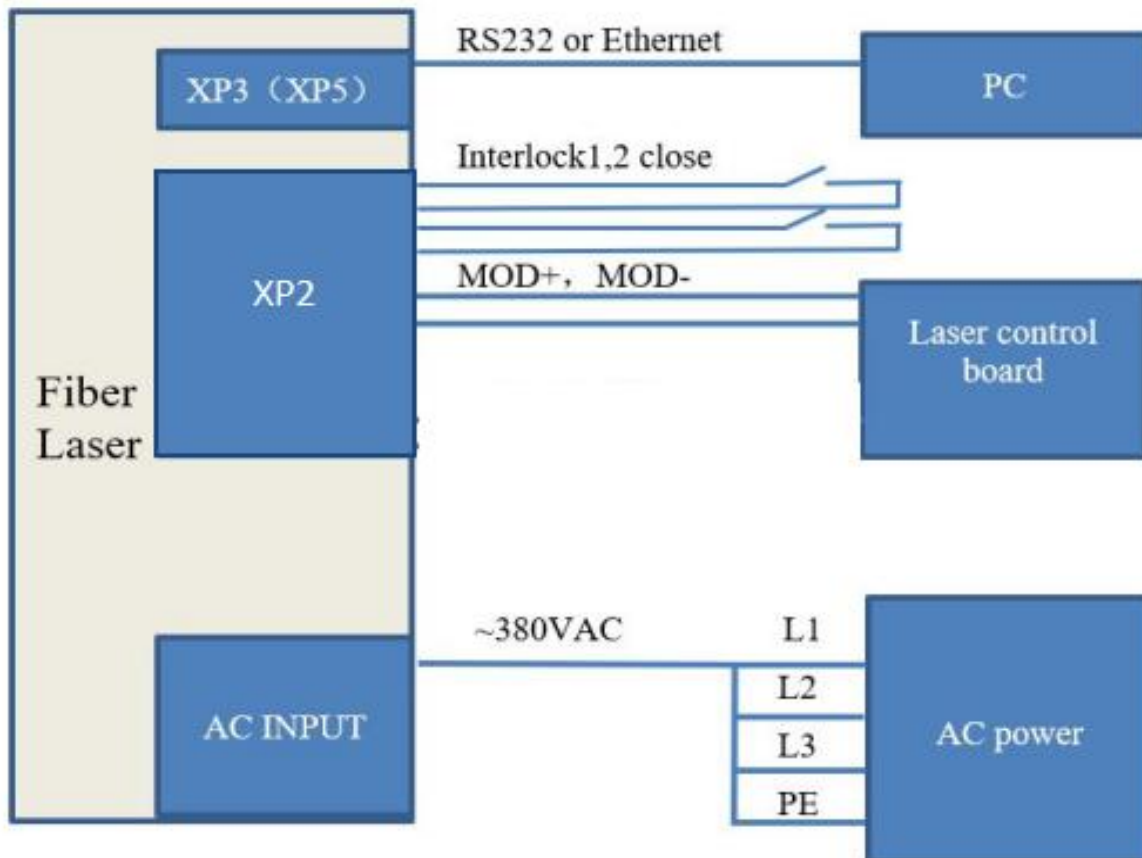 RS232 or Ethernet
XP3（XP5）
PC
Interlock1,2 close
XP2
MOD+，MOD-
Laser control
board
Fiber
Laser
~380VAC
L1
L2
AC INPUT
L3
AC power
PE